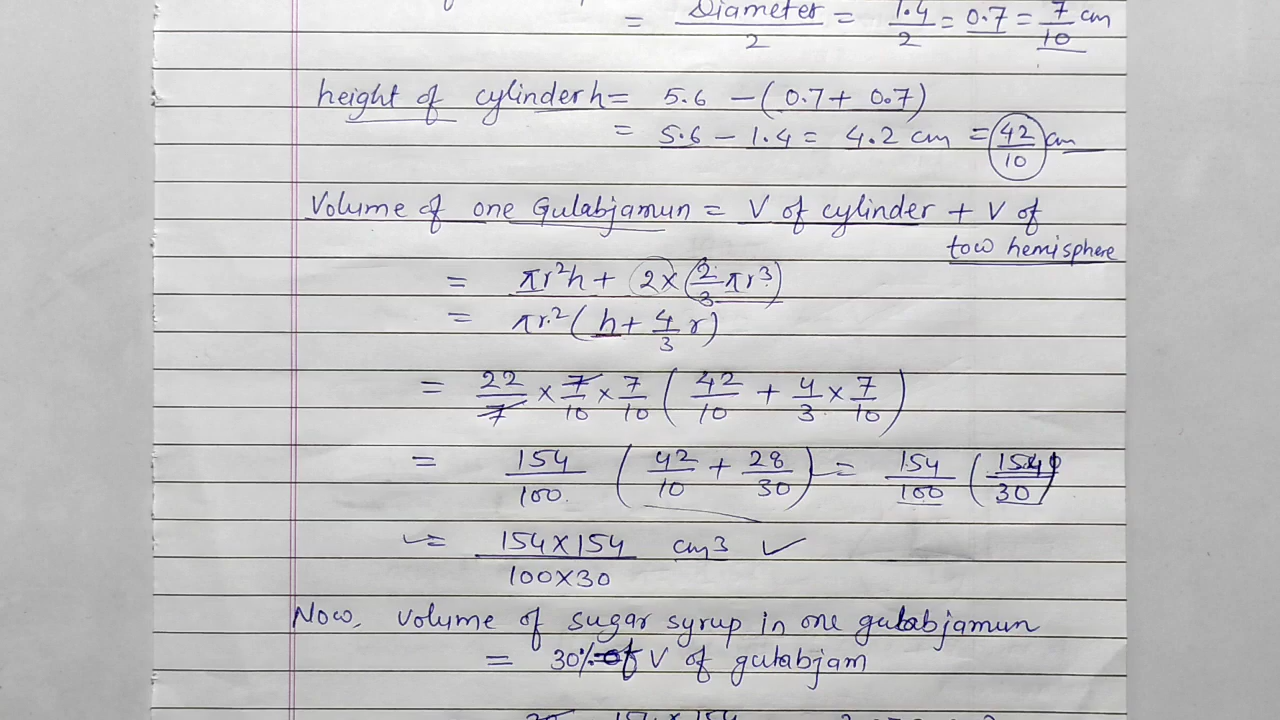 = Diameter/2 = 1.4/2 = 0.7 = 7/10 cm
height of cylinder h = 5.6 - (0.7 + 0.7)
= 5.6 - 1.4 = 4.2 cm = 42/10 cm
Volume of one Gulabjamun = V of cylinder + V of
tow hemisphere
= πr²h + 2 × (2/3 πr³)
= πr² (h + 4/3 r)
= 22/7 × 7/10 × 7/10 (42/10 + 4/3 × 7/10)
= 154/100 (42/10 + 28/30) = 154/100 (154/30)
= 154×154/100×30 cm3 ✓
Now, volume of sugar syrup in one gulabjamun
= 30% of V of gulabjam